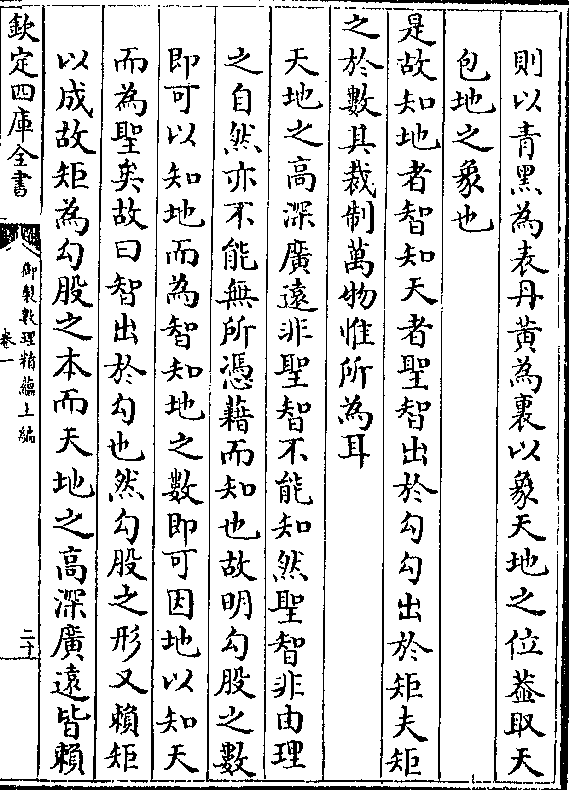 則以青黑為表丹黃為裏以象天地之位葢取天
包地之象也
是故知地者智知天者聖智出於勾勾出於矩夫矩
之於數其裁制萬物惟所為耳
天地之高深廣遠非聖智不能知然聖智非由理
之自然亦不能無所憑藉而知也故明勾股之數
即可以知地而為智知地之數即可因地以知天
而為聖矣故曰智出於勾也然勾股之形又賴矩
以成故矩為勾股之本而天地之高深廣遠皆賴
欽定四庫全書
御製數理精蘊上編
卷一
二十